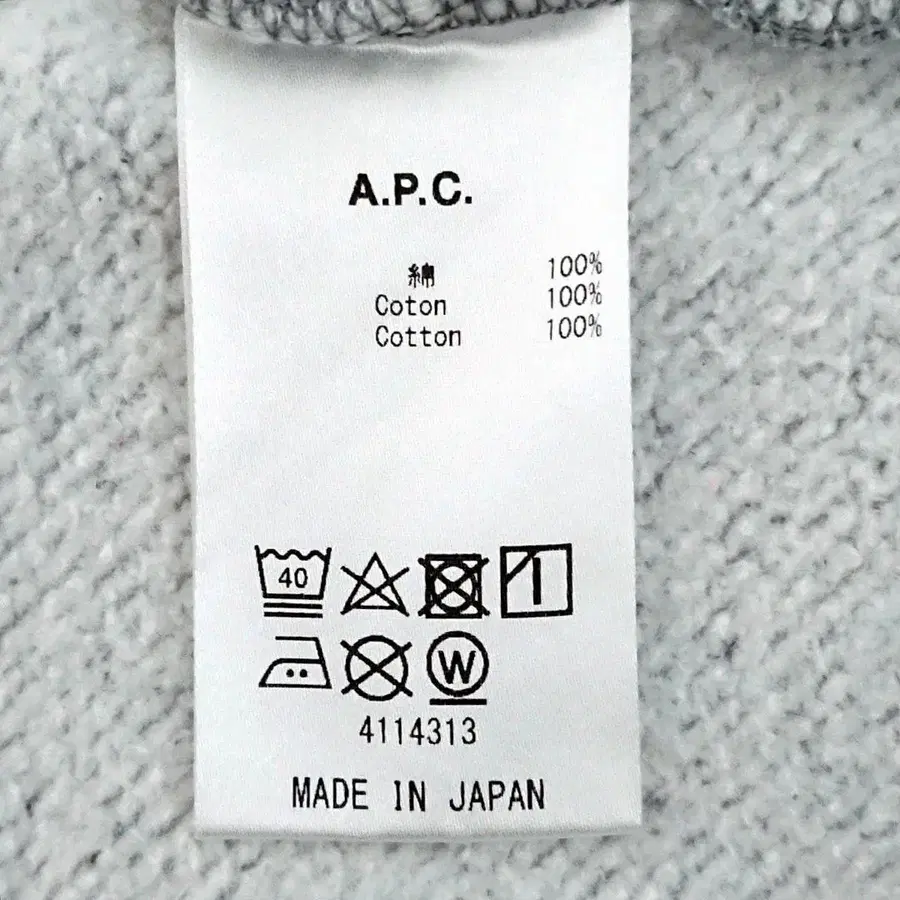 A.P.C.
綿 100%
Coton 100%
Cotton 100%
40
W
4114313
MADE IN JAPAN